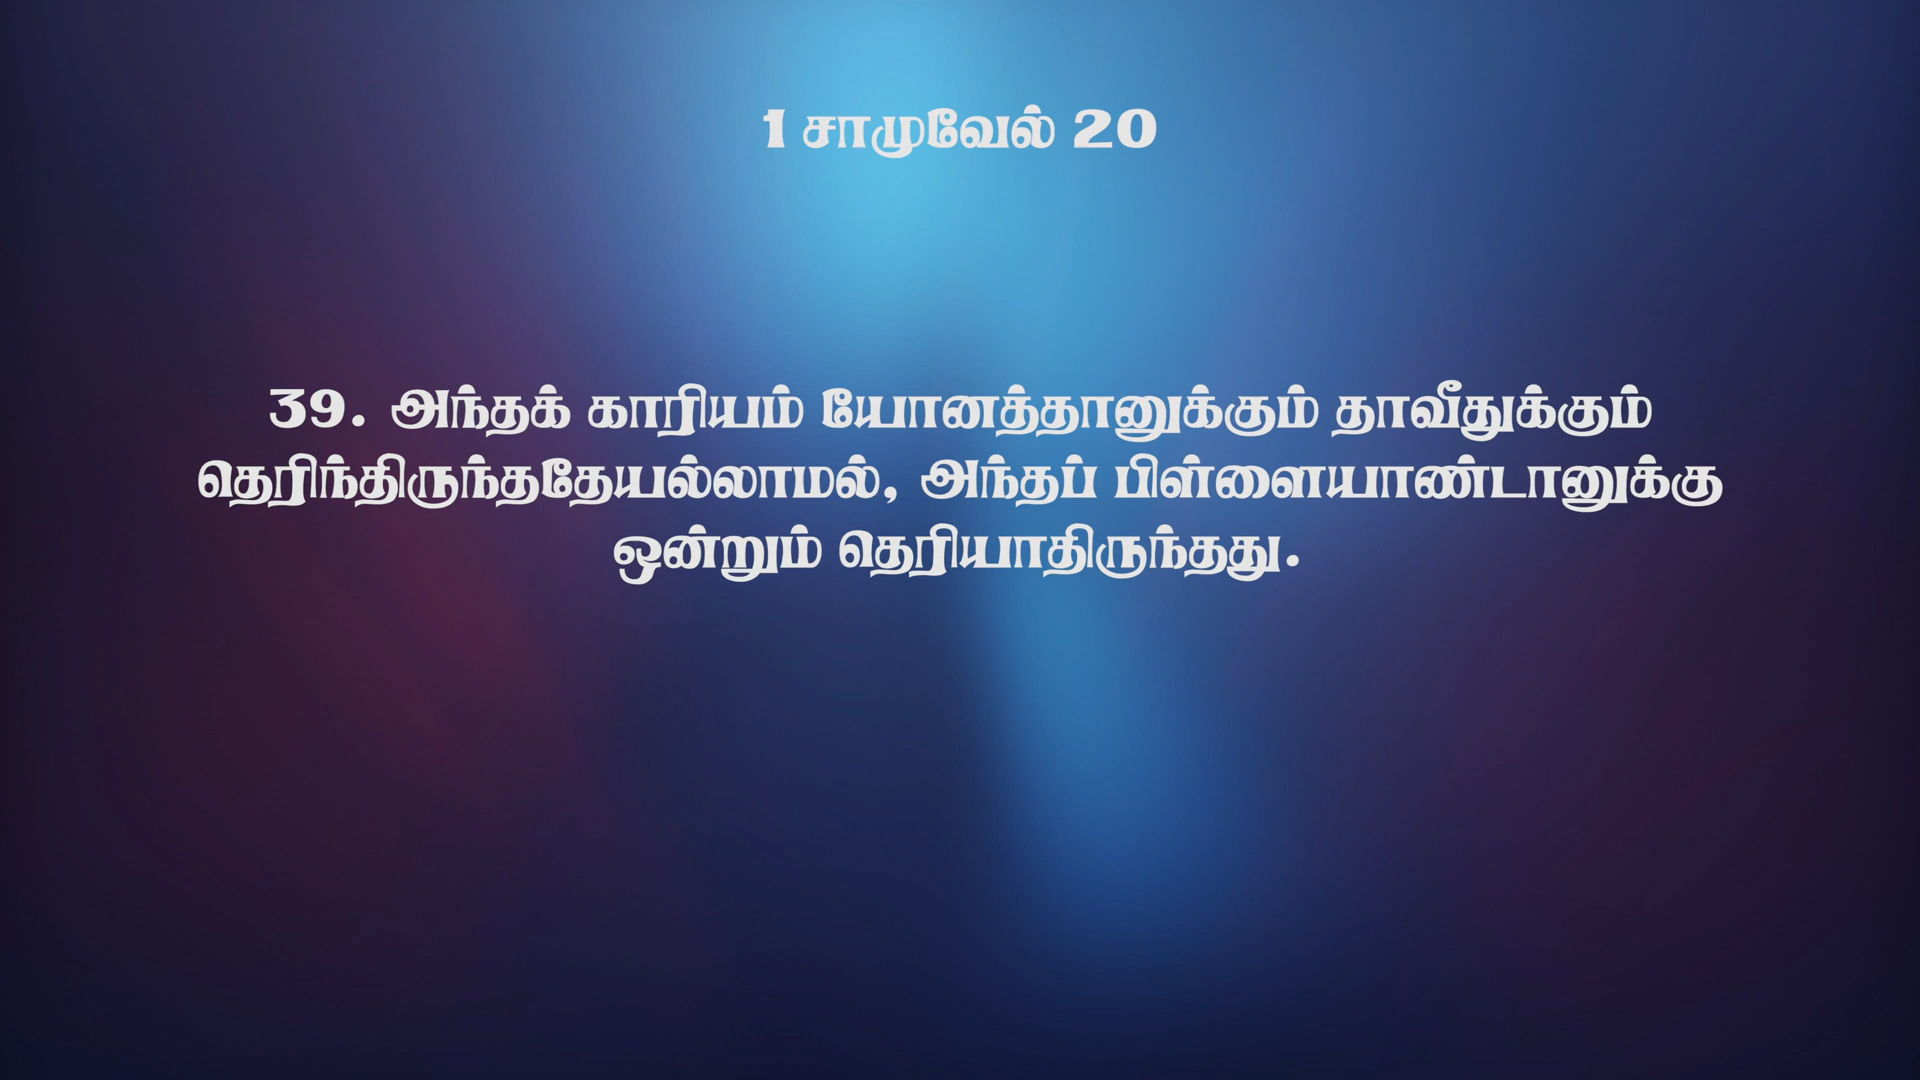 1 சாமுவேல் 20
39. அந்தக் காரியம் யோனத்தானுக்கும் தாவீதுக்கும்
தெரிந்திருந்ததேயல்லாமல், அந்தப் பிள்ளையாண்டானுக்கு
ஒன்றும் தெரியாதிருந்தது.